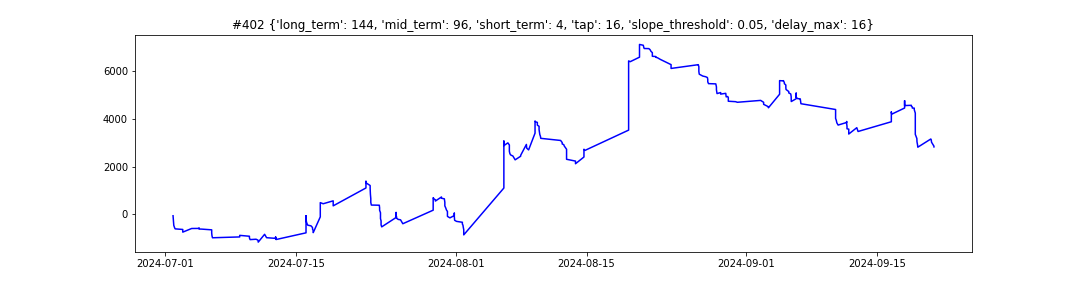 #402 {'long_term': 144, 'mid_term': 96, 'short_term': 4, 'tap': 16, 'slope_threshold': 0.05, 'delay_max': 16}
6000
4000
2000
0
2024-07-01 2024-07-15 2024-08-01 2024-08-15 2024-09-01 2024-09-15